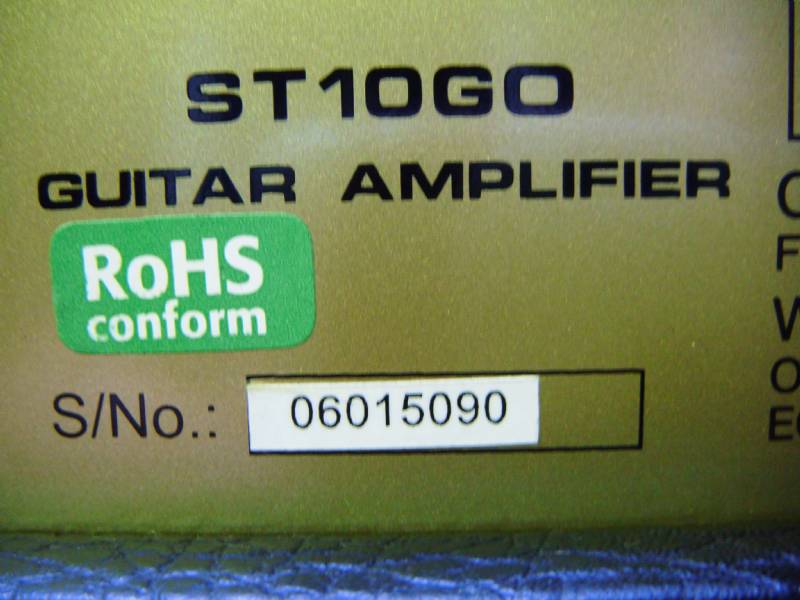 ST10GO
GUITAR AMPLIFIER
RoHS
conform
S/No.: 06015090